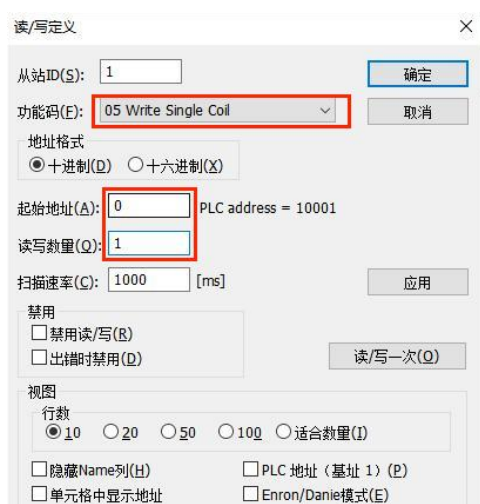 读/写定义
从站ID(S): 1 确定
功能码(F): 05 Write Single Coil 取消
地址格式
十进制(D) 十六进制(X)
起始地址(A): 0 PLC address = 10001
读写数量(Q): 1
扫描速率(C): 1000 [ms] 应用
禁用
禁用读/写(R)
出错时禁用(D) 读/写一次(O)
视图
行数
10 20 50 100 适合数量(I)
隐藏Name列(H) PLC 地址 (基址 1) (P)
单元格中显示地址 Enron/Danie模式(E)